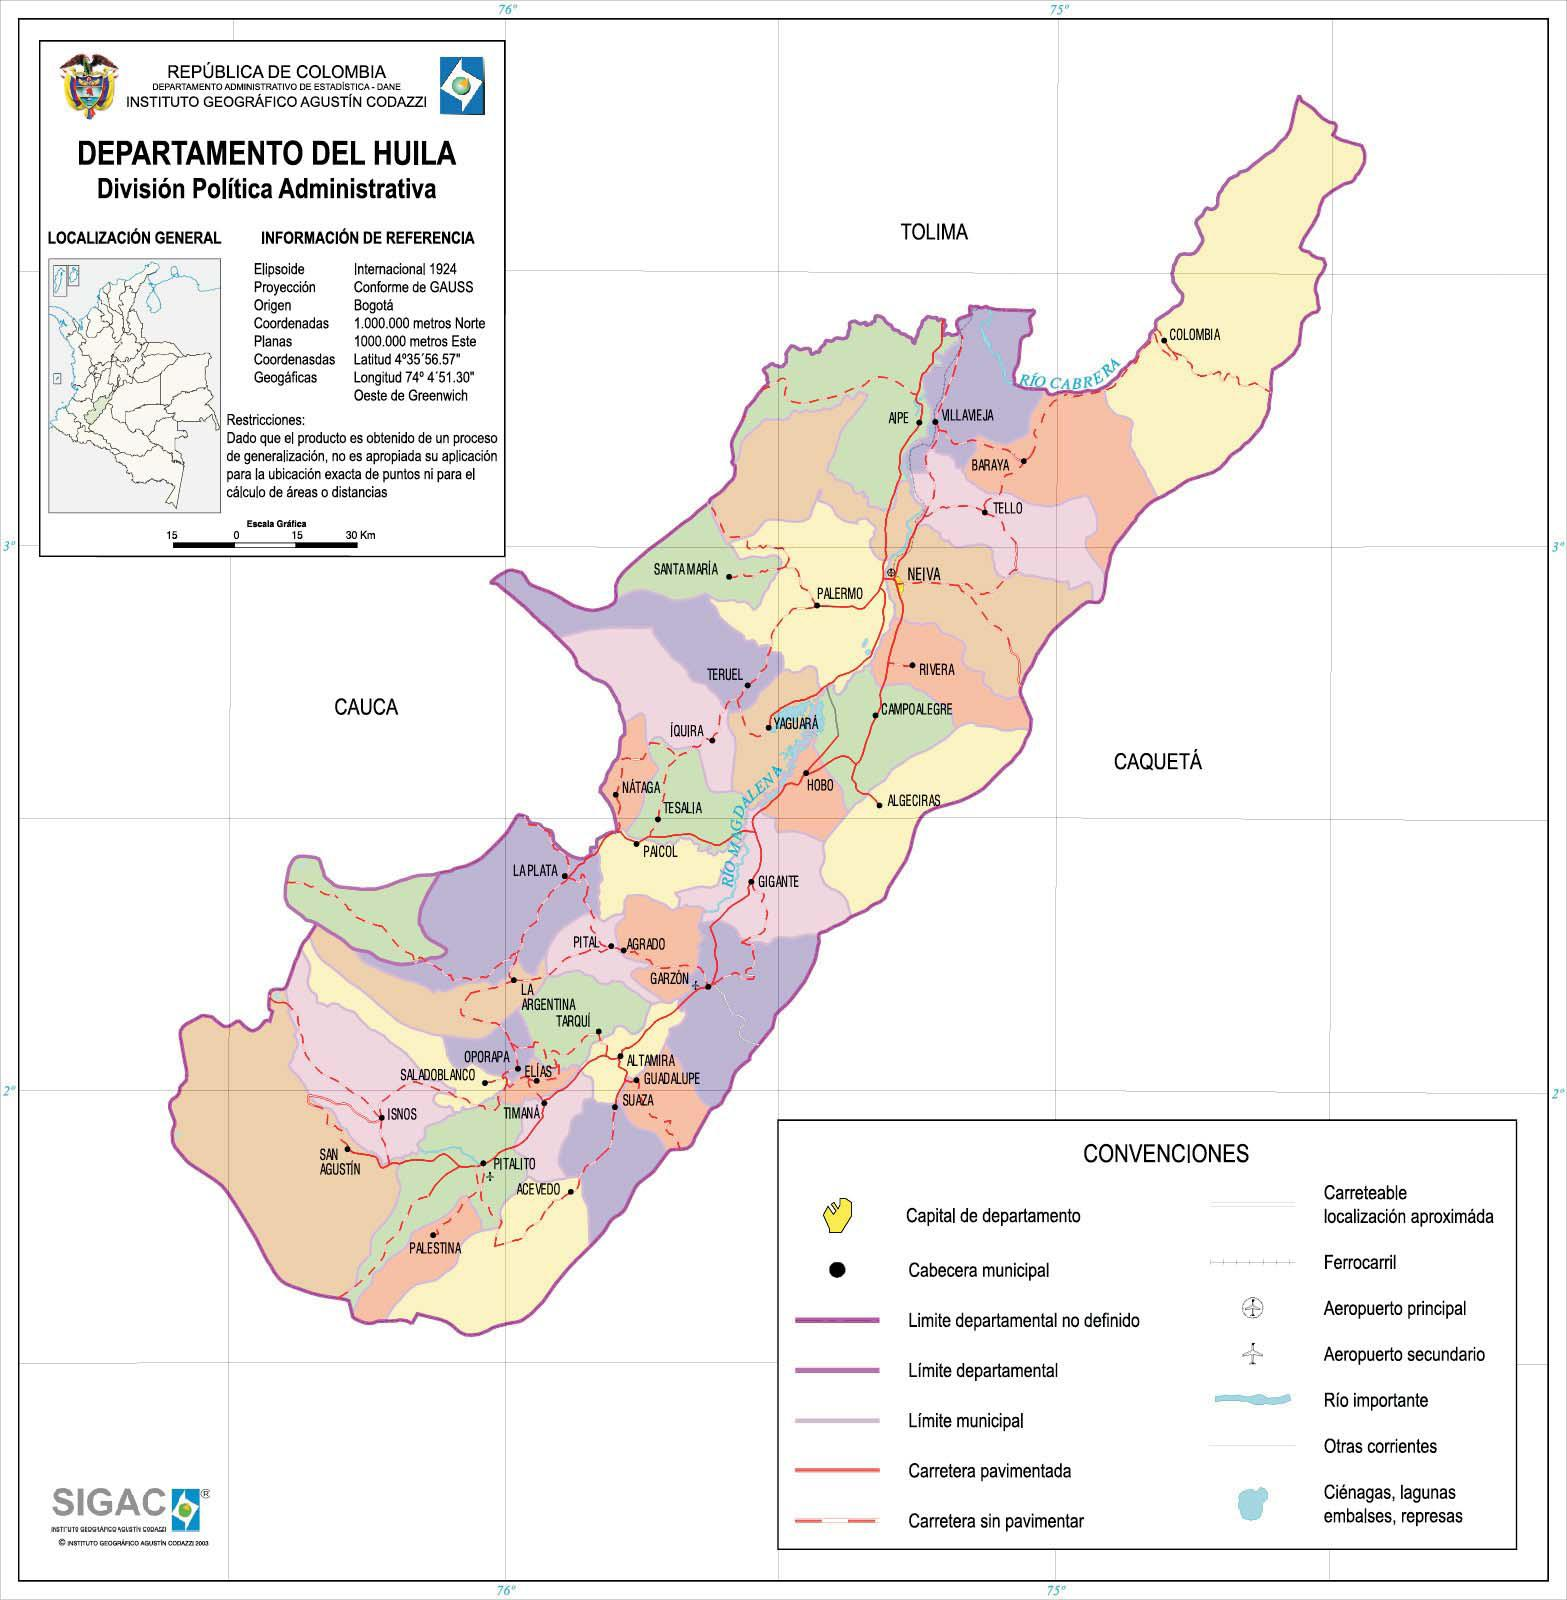 76°
75°
REPÚBLICA DE COLOMBIA
DEPARTAMENTO ADMINISTRATIVO DE ESTADÍSTICA - DANE
INSTITUTO GEOGRÁFICO AGUSTÍN CODAZZI
DEPARTAMENTO DEL HUILA
División Política Administrativa
LOCALIZACIÓN GENERAL
INFORMACIÓN DE REFERENCIA
Elipsoide Internacional 1924
Proyección Conforme de GAUSS
Origen Bogotá
Coordenadas 1.000.000 metros Norte
Planas 1000.000 metros Este
Coordenasdas Latitud 4º35´56.57"
Geogáficas Longitud 74º 4´51.30"
Oeste de Greenwich
Restricciones:
Dado que el producto es obtenido de un proceso
de generalización, no es apropiada su aplicación
para la ubicación exacta de puntos ni para el
cálculo de áreas o distancias
Escala Gráfica
15 0 15 30 Km
TOLIMA
COLOMBIA
RÍO CABRERA
AIPE
VILLAVIEJA
BARAYA
TELLO
3°
3°
SANTA MARÍA
NEIVA
PALERMO
RIVERA
TERUEL
CAUCA
CAMPOALEGRE
YAGUARÁ
ÍQUIRA
CAQUETÁ
NÁTAGA
HOBO
ALGECIRAS
TESALIA
RÍO MAGDALENA
PAICOL
LA PLATA
GIGANTE
PITAL
AGRADO
GARZÓN
LA
ARGENTINA
TARQUÍ
OPORAPA
ALTAMIRA
SALADOBLANCO
ELÍAS
GUADALUPE
2°
2°
SUAZA
ISNOS
TIMANÁ
SAN
AGUSTÍN
PITALITO
ACEVEDO
PALESTINA
CONVENCIONES
Capital de departamento
Cabecera municipal
Limite departamental no definido
Límite departamental
Límite municipal
Carretera pavimentada
Carretera sin pavimentar
Carreteable
localización aproximáda
Ferrocarril
Aeropuerto principal
Aeropuerto secundario
Río importante
Otras corrientes
Ciénagas, lagunas
embalses, represas
SIGAC ®
INSTITUTO GEOGRÁFICO AGUSTÍN CODAZZI
© INSTITUTO GEOGRÁFICO AGUSTÍN CODAZZI 2003
76°
75°